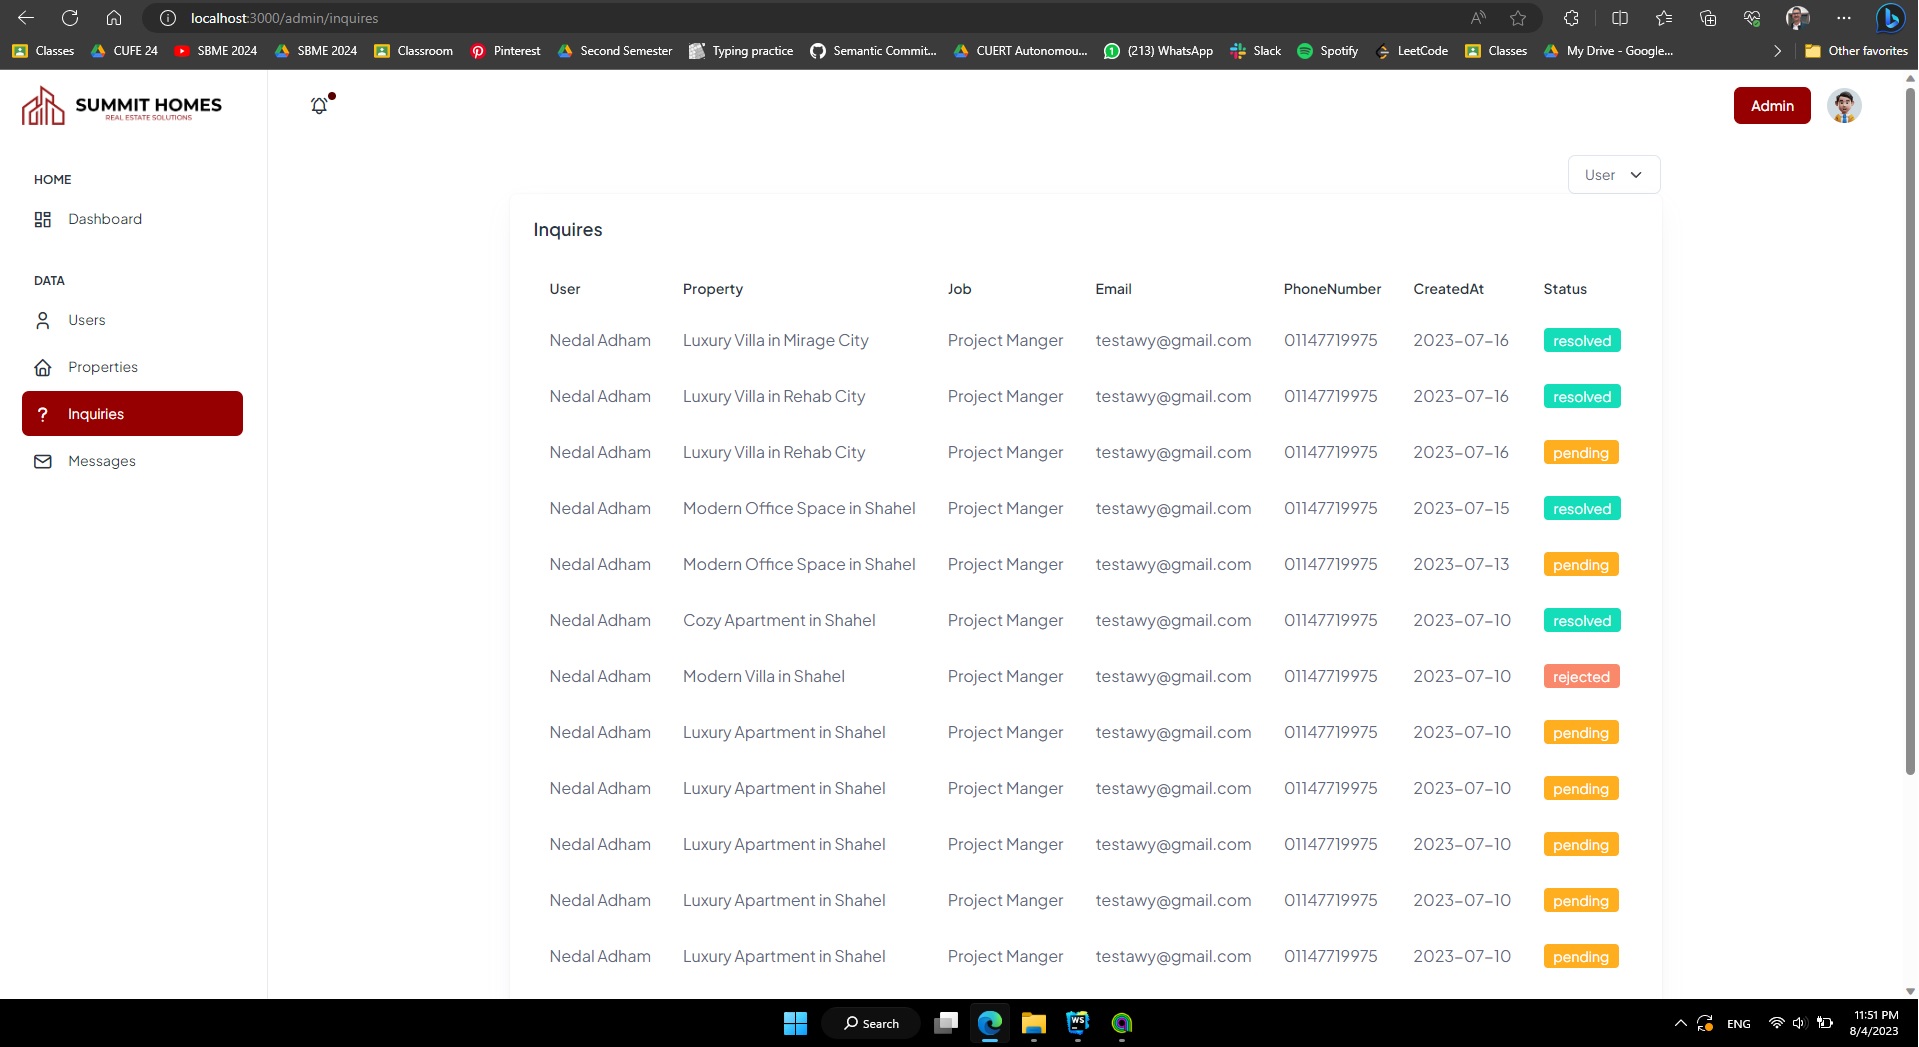 localhost:3000/admin/inquires
Classes CUFE 24 SBME 2024 SBME 2024 Classroom Pinterest Second Semester Typing practice Semantic Commit... CUERT Autonomou... (213) WhatsApp Slack Spotify LeetCode Classes My Drive - Google... Other favorites
SUMMIT HOMES
REAL ESTATE SOLUTIONS
Admin
HOME
Dashboard
DATA
Users
Properties
? Inquiries
Messages
User
Inquires
User Property Job Email PhoneNumber CreatedAt Status
Nedal Adham Luxury Villa in Mirage City Project Manger testawy@gmail.com 01147719975 2023-07-16 resolved
Nedal Adham Luxury Villa in Rehab City Project Manger testawy@gmail.com 01147719975 2023-07-16 resolved
Nedal Adham Luxury Villa in Rehab City Project Manger testawy@gmail.com 01147719975 2023-07-16 pending
Nedal Adham Modern Office Space in Shahel Project Manger testawy@gmail.com 01147719975 2023-07-15 resolved
Nedal Adham Modern Office Space in Shahel Project Manger testawy@gmail.com 01147719975 2023-07-13 pending
Nedal Adham Cozy Apartment in Shahel Project Manger testawy@gmail.com 01147719975 2023-07-10 resolved
Nedal Adham Modern Villa in Shahel Project Manger testawy@gmail.com 01147719975 2023-07-10 rejected
Nedal Adham Luxury Apartment in Shahel Project Manger testawy@gmail.com 01147719975 2023-07-10 pending
Nedal Adham Luxury Apartment in Shahel Project Manger testawy@gmail.com 01147719975 2023-07-10 pending
Nedal Adham Luxury Apartment in Shahel Project Manger testawy@gmail.com 01147719975 2023-07-10 pending
Nedal Adham Luxury Apartment in Shahel Project Manger testawy@gmail.com 01147719975 2023-07-10 pending
Nedal Adham Luxury Apartment in Shahel Project Manger testawy@gmail.com 01147719975 2023-07-10 pending
Search
WS
ENG
11:51 PM
8/4/2023